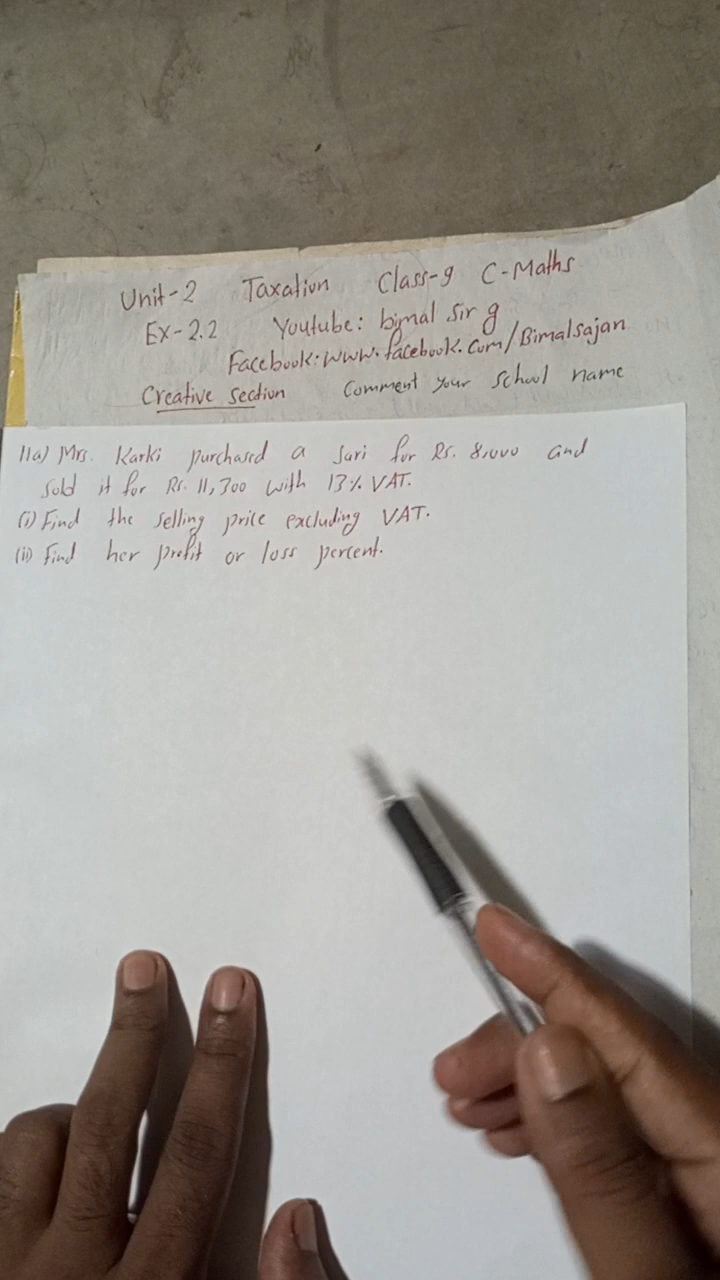 Unit-2 Taxation Class-9 C-Maths
Ex-2.2 Youtube: bimal sir g
Facebook: www.facebook.com/Bimalsajan
Creative section Comment your school name
11a) Mrs. Karki purchased a sari for Rs. 8,000 and
sold it for Rs. 11,300 with 13% VAT.
(i) Find the selling price excluding VAT.
(ii) Find her profit or loss percent.